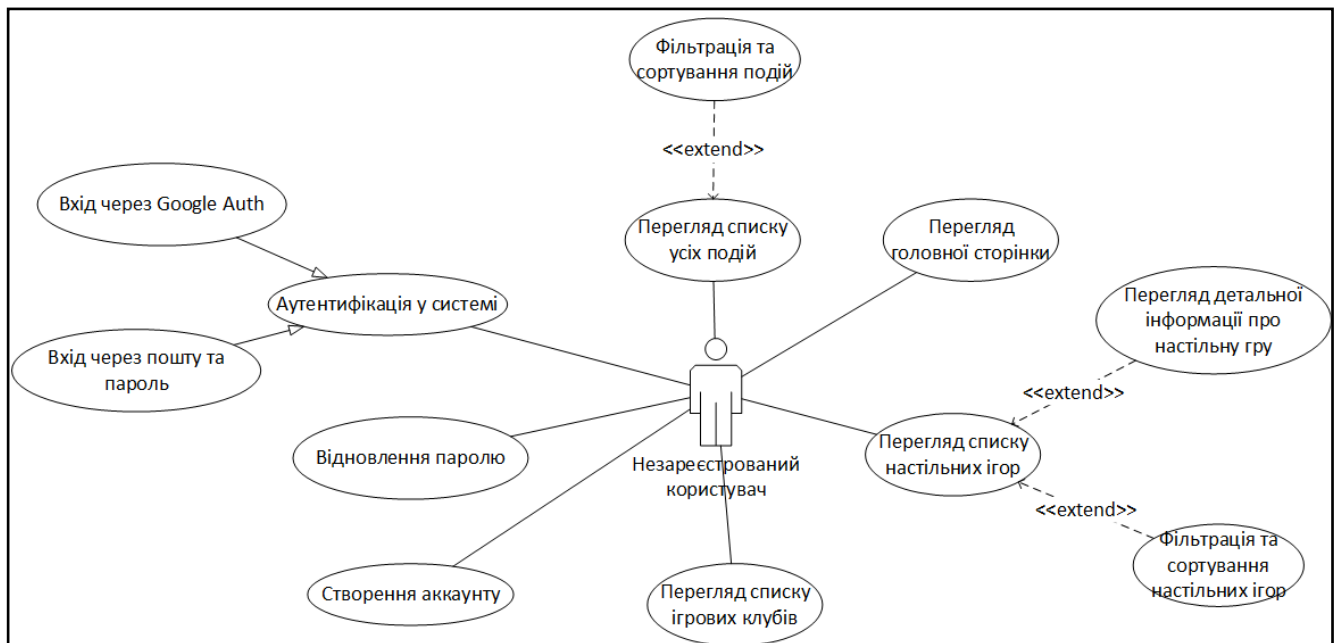 Фільтрація та
сортування подій
<<extend>>
Вхід через Google Auth
Перегляд списку
усіх подій
Перегляд
головної сторінки
Аутентифікація у системі
Перегляд детальної
інформації про
настільну гру
Вхід через пошту та
пароль
<<extend>>
Перегляд списку
настільних ігор
Відновлення паролю
Незареєстрований
користувач
<<extend>>
Фільтрація та
сортування
настільних ігор
Створення аккаунту
Перегляд списку
ігрових клубів